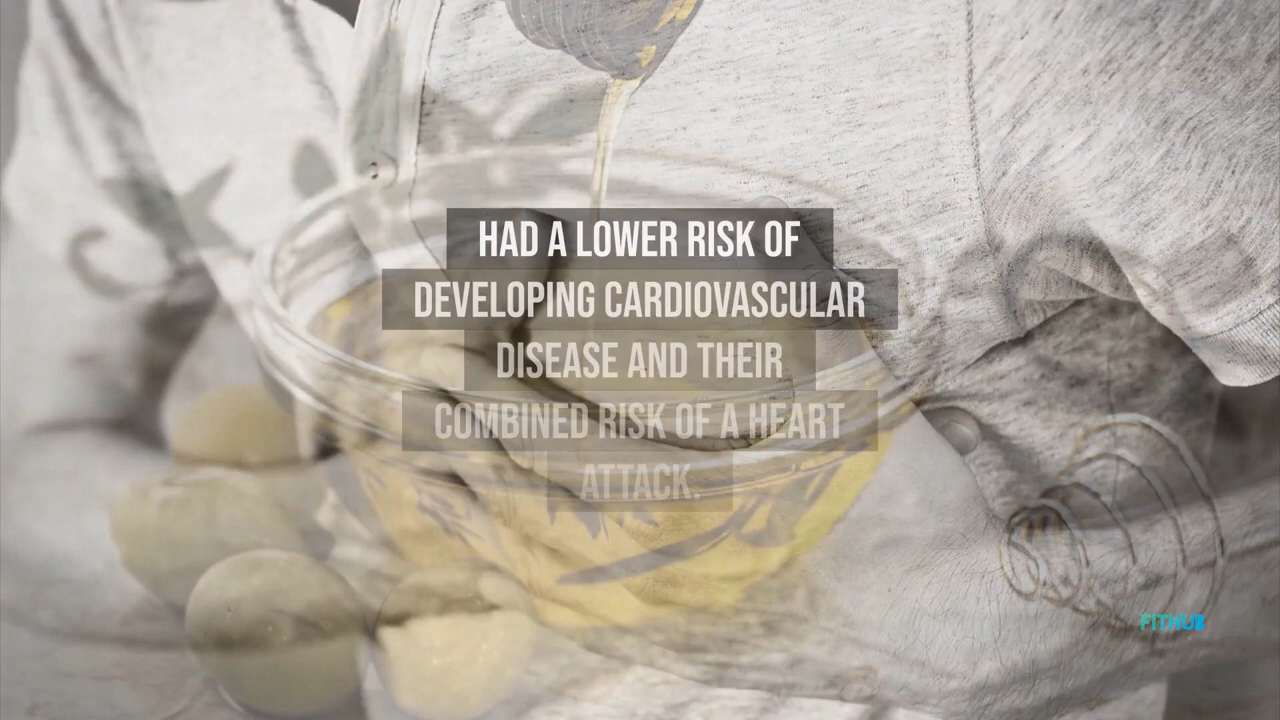 HAD A LOWER RISK OF
DEVELOPING CARDIOVASCULAR
DISEASE AND THEIR
COMBINED RISK OF A HEART
ATTACK.
FITHUB